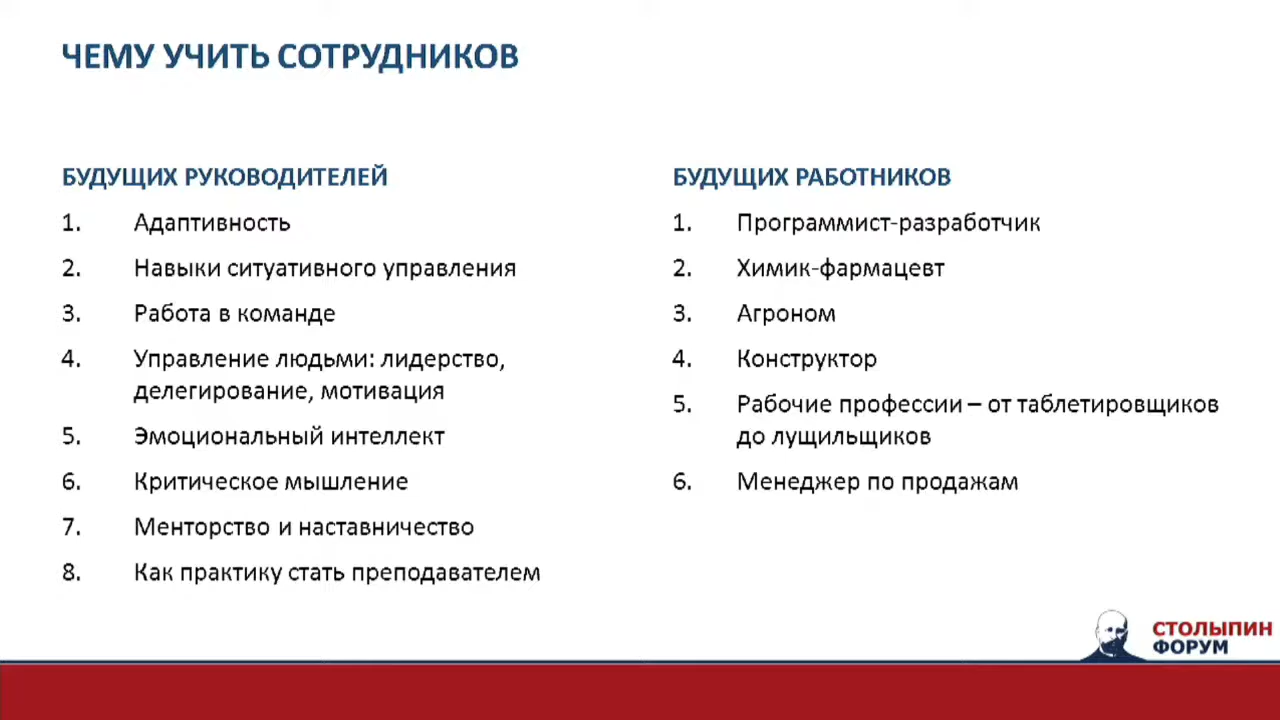 ЧЕМУ УЧИТЬ СОТРУДНИКОВ
БУДУЩИХ РУКОВОДИТЕЛЕЙ
1. Адаптивность
2. Навыки ситуативного управления
3. Работа в команде
4. Управление людьми: лидерство,
делегирование, мотивация
5. Эмоциональный интеллект
6. Критическое мышление
7. Менторство и наставничество
8. Как практику стать преподавателем
БУДУЩИХ РАБОТНИКОВ
1. Программист-разработчик
2. Химик-фармацевт
3. Агроном
4. Конструктор
5. Рабочие профессии – от таблетировщиков
до лущильщиков
6. Менеджер по продажам
СТОЛЫПИН
ФОРУМ